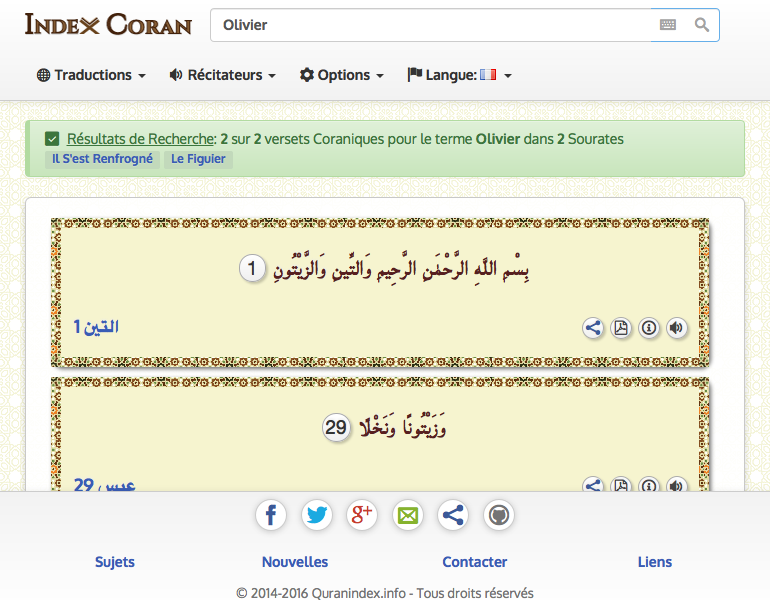 INDEX CORAN
Olivier
Traductions
Récitateurs
Options
Langue:
Résultats de Recherche: 2 sur 2 versets Coraniques pour le terme Olivier dans 2 Sourates
Il S'est Renfrogné Le Figuier
بِسْمِ اللَّهِ الرَّحْمَٰنِ الرَّحِيمِ وَالتِّينِ وَالزَّيْتُونِ 1
التين 1
وَزَيْتُونًا وَنَخْلًا 29
عبس 29
Sujets
Nouvelles
Contacter
Liens
© 2014-2016 Quranindex.info - Tous droits réservés